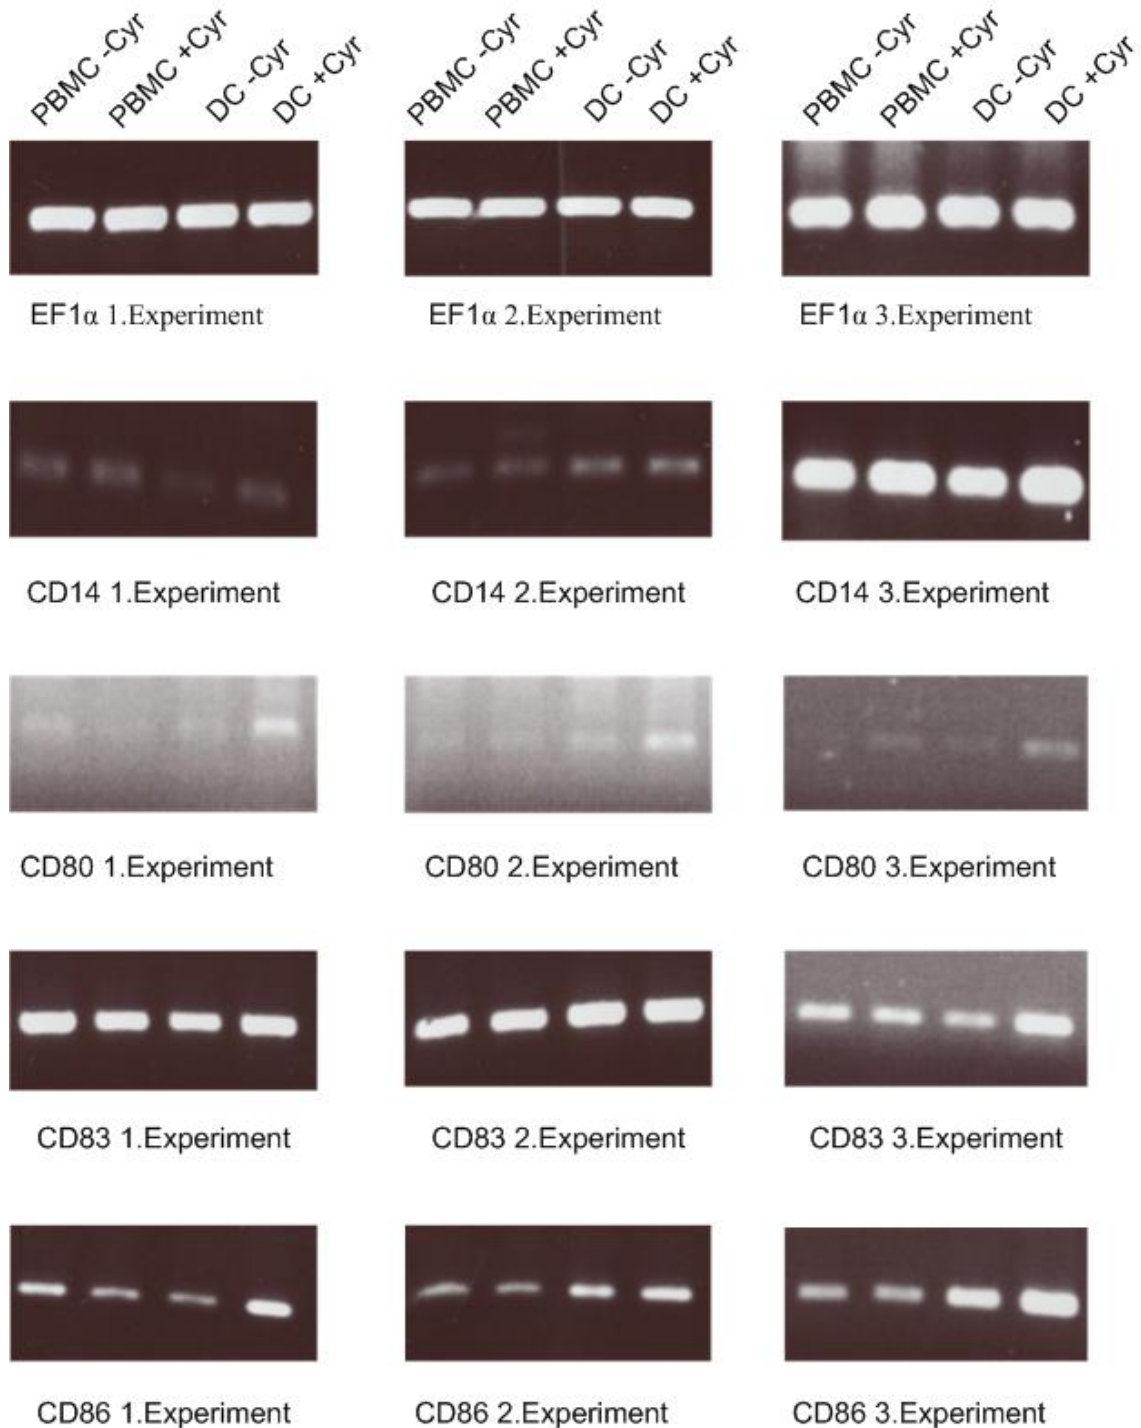 PBMC -Cyr PBMC +Cyr DC -Cyr DC +Cyr PBMC -Cyr PBMC +Cyr DC -Cyr DC +Cyr PBMC -Cyr PBMC +Cyr DC -Cyr DC +Cyr
EF1α 1.Experiment EF1α 2.Experiment EF1α 3.Experiment
CD14 1.Experiment CD14 2.Experiment CD14 3.Experiment
CD80 1.Experiment CD80 2.Experiment CD80 3.Experiment
CD83 1.Experiment CD83 2.Experiment CD83 3.Experiment
CD86 1.Experiment CD86 2.Experiment CD86 3.Experiment